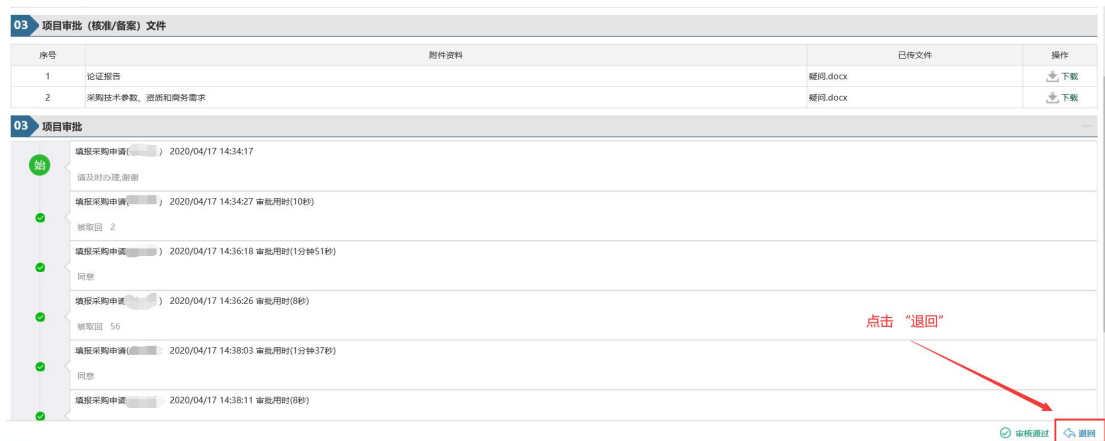 03 项目审批（核准/备案）文件
序号 附件资料 已传文件 操作
1 论证报告 疑问.docx 下载
2 采购技术参数、资质和商务需求 疑问.docx 下载
03 项目审批
始 填报采购申请( ) 2020/04/17 14:34:17
请及时办理,谢谢
填报采购申请( ) 2020/04/17 14:34:27 审批用时(10秒)
被取回 2
填报采购申请( ) 2020/04/17 14:36:18 审批用时(1分钟51秒)
同意
填报采购申请( ) 2020/04/17 14:36:26 审批用时(8秒)
被取回 56
填报采购申请( ) 2020/04/17 14:38:03 审批用时(1分钟37秒)
同意
填报采购申请 2020/04/17 14:38:11 审批用时(8秒)
点击 “退回”
审核通过 退回